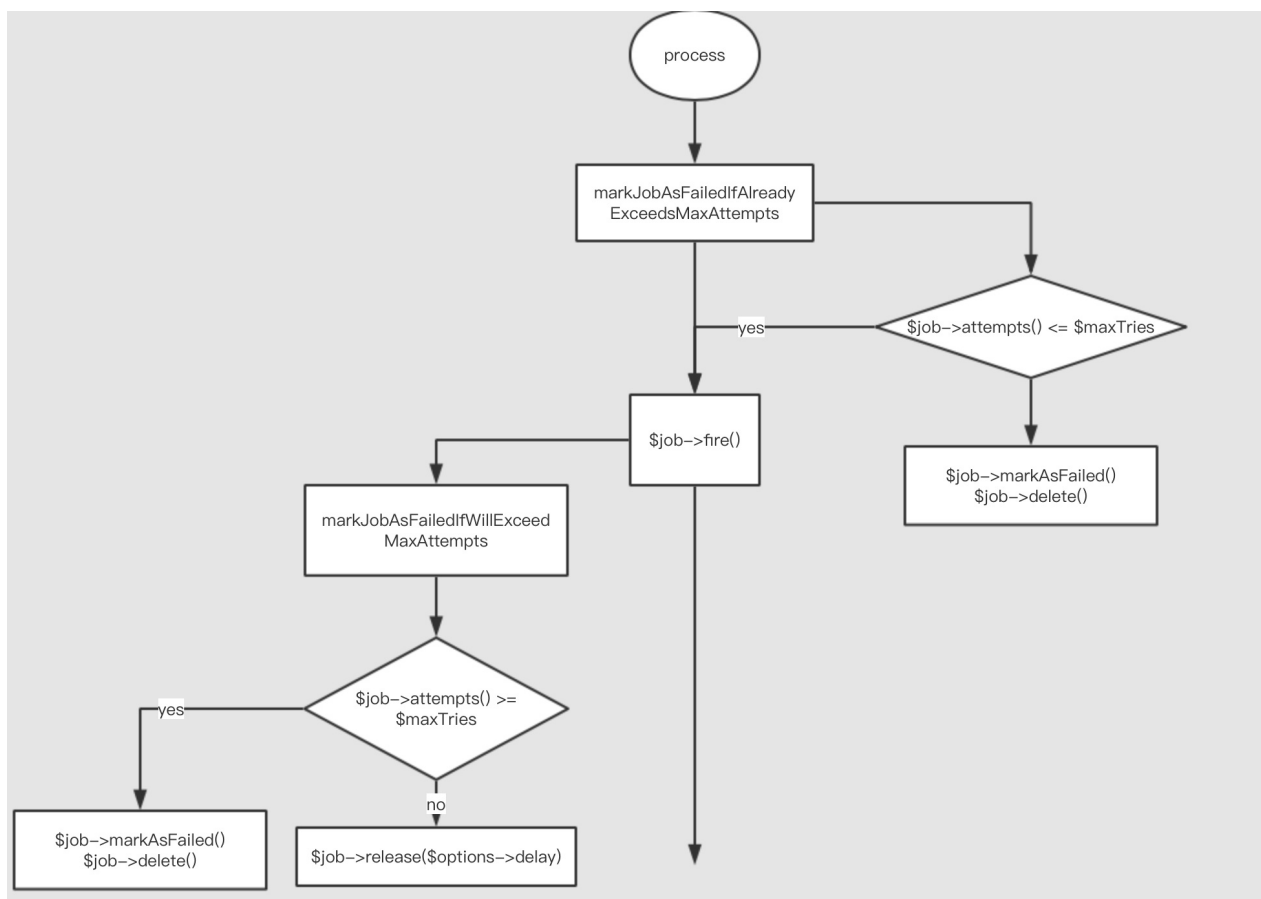 process
markJobAsFailedIfAlready
ExceedsMaxAttempts
yes
$job->attempts() <= $maxTries
$job->fire()
$job->markAsFailed()
$job->delete()
markJobAsFailedIfWillExceed
MaxAttempts
$job->attempts() >=
$maxTries
yes
no
$job->markAsFailed()
$job->delete()
$job->release($options->delay)